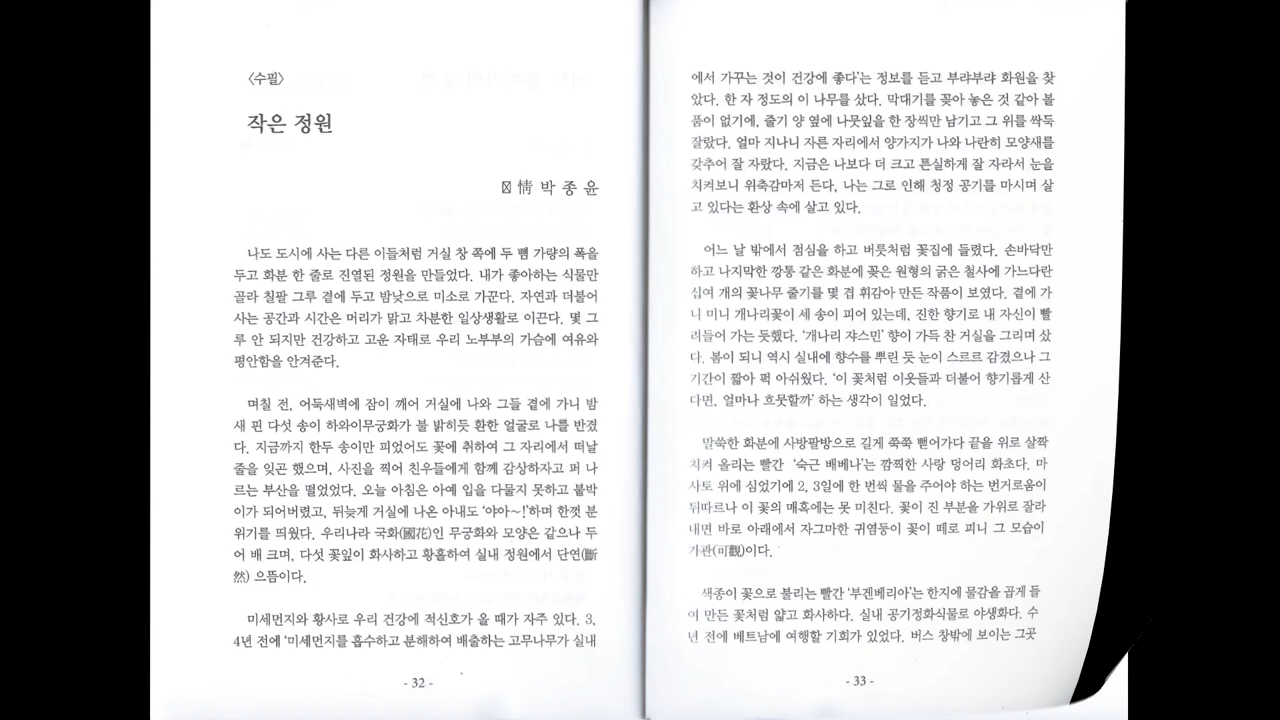 〈수필〉
작은 정원
情 박 종 윤
나도 도시에 사는 다른 이들처럼 거실 창 쪽에 두 뼘 가량의 폭을
두고 화분 한 줄로 진열된 정원을 만들었다. 내가 좋아하는 식물만
골라 칠팔 그루 곁에 두고 밤낮으로 미소로 가꾼다. 자연과 더불어
사는 공간과 시간은 머리가 맑고 차분한 일상생활로 이끈다. 몇 그
루 안 되지만 건강하고 고운 자태로 우리 노부부의 가슴에 여유와
평안함을 안겨준다.
며칠 전, 어둑새벽에 잠이 깨어 거실에 나와 그들 곁에 가니 밤
새 핀 다섯 송이 하와이무궁화가 불 밝히듯 환한 얼굴로 나를 반겼
다. 지금까지 한두 송이만 피었어도 꽃에 취하여 그 자리에서 떠날
줄을 잊곤 했으며, 사진을 찍어 친우들에게 함께 감상하자고 퍼 나
르는 부산을 떨었었다. 오늘 아침은 아예 입을 다물지 못하고 붙박
이가 되어버렸고, 뒤늦게 거실에 나온 아내도 ‘야아~!’하며 한껏 분
위기를 띄웠다. 우리나라 국화(國花)인 무궁화와 모양은 같으나 두
어 배 크며, 다섯 꽃잎이 화사하고 황홀하여 실내 정원에서 단연(斷
然) 으뜸이다.
미세먼지와 황사로 우리 건강에 적신호가 올 때가 자주 있다. 3,
4년 전에 ‘미세먼지를 흡수하고 분해하여 배출하는 고무나무가 실내
- 32 -
에서 가꾸는 것이 건강에 좋다’는 정보를 듣고 부랴부랴 화원을 찾
았다. 한 자 정도의 이 나무를 샀다. 막대기를 꽂아 놓은 것 같아 볼
품이 없기에, 줄기 양 옆에 나뭇잎을 한 장씩만 남기고 그 위를 싹둑
잘랐다. 얼마 지나니 자른 자리에서 양가지가 나와 나란히 모양새를
갖추어 잘 자랐다. 지금은 나보다 더 크고 튼실하게 잘 자라서 눈을
치켜보니 위축감마저 든다, 나는 그로 인해 청정 공기를 마시며 살
고 있다는 환상 속에 살고 있다.
어느 날 밖에서 점심을 하고 버릇처럼 꽃집에 들렸다. 손바닥만
하고 나지막한 깡통 같은 화분에 꽂은 원형의 굵은 철사에 가느다란
십여 개의 꽃나무 줄기를 몇 겹 휘감아 만든 작품이 보였다. 곁에 가
니 미니 개나리꽃이 세 송이 피어 있는데, 진한 향기로 내 자신이 빨
려들어 가는 듯했다. ‘개나리 쟈스민’ 향이 가득 찬 거실을 그리며 샀
다. 봄이 되니 역시 실내에 향수를 뿌린 듯 눈이 스르르 감겼으나 그
기간이 짧아 퍽 아쉬웠다. ‘이 꽃처럼 이웃들과 더불어 향기롭게 산
다면, 얼마나 흐뭇할까’ 하는 생각이 일었다.
말쑥한 화분에 사방팔방으로 길게 쭉쭉 뻗어가다 끝을 위로 살짝
치켜 올리는 빨간 ‘숙근 배베나’는 깜찍한 사랑 덩어리 화초다. 마
사토 위에 심었기에 2, 3일에 한 번씩 물을 주어야 하는 번거로움이
뒤따르나 이 꽃의 매혹에는 못 미친다. 꽃이 진 부분을 가위로 잘라
내면 바로 아래에서 자그마한 귀염둥이 꽃이 떼로 피니 그 모습이
가관(可觀)이다.
색종이 꽃으로 불리는 빨간 ‘부겐베리아’는 한지에 물감을 곱게 들
여 만든 꽃처럼 얇고 화사하다. 실내 공기정화식물로 야생화다. 수
년 전에 베트남에 여행할 기회가 있었다. 버스 창밖에 보이는 그곳
- 33 -